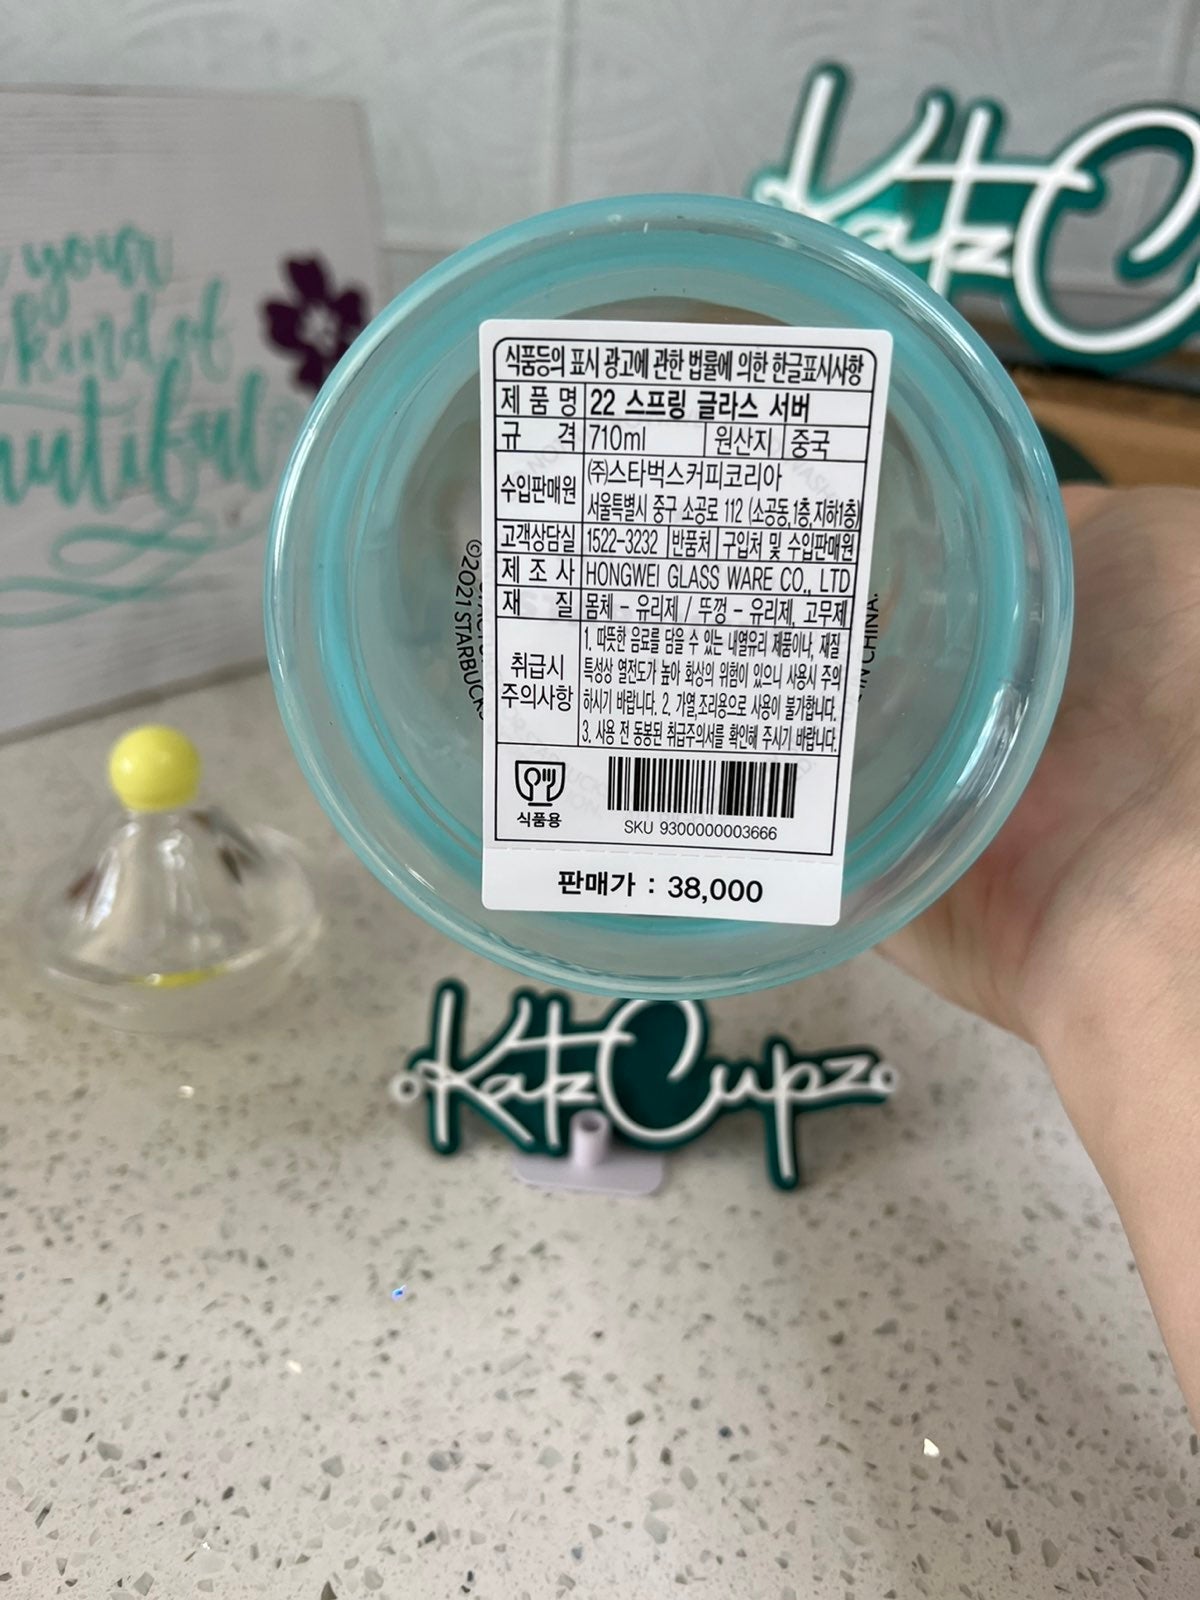 KatzC
your
kind of
식품등의 표시 광고에 관한 법률에 의한 한글표시사항
제 품 명 22 스프링 글라스 서버
규 격 710ml 원산지 중국
수입판매원 ㈜스타벅스커피코리아
서울특별시 중구 소공로 112 (소공동,1층,지하1층)
고객상담실 1522-3232 반품처 구입처 및 수입판매원
제 조 사 HONGWEI GLASS WARE CO., LTD
재 질 몸체 - 유리제 / 뚜껑 - 유리제, 고무제
취급시 주의사항
1. 따뜻한 음료를 담을 수 있는 내열유리 제품이나, 재질
특성상 열전도가 높아 화상의 위험이 있으니 사용시 주의
하시기 바랍니다. 2. 가열,조리용으로 사용이 불가합니다.
3. 사용 전 동봉된 취급주의서를 확인해 주시기 바랍니다.
식품용
SKU 9300000003666
판매가 : 38,000
©2021 STARBUCKS
IN CHINA.
KatzCupz